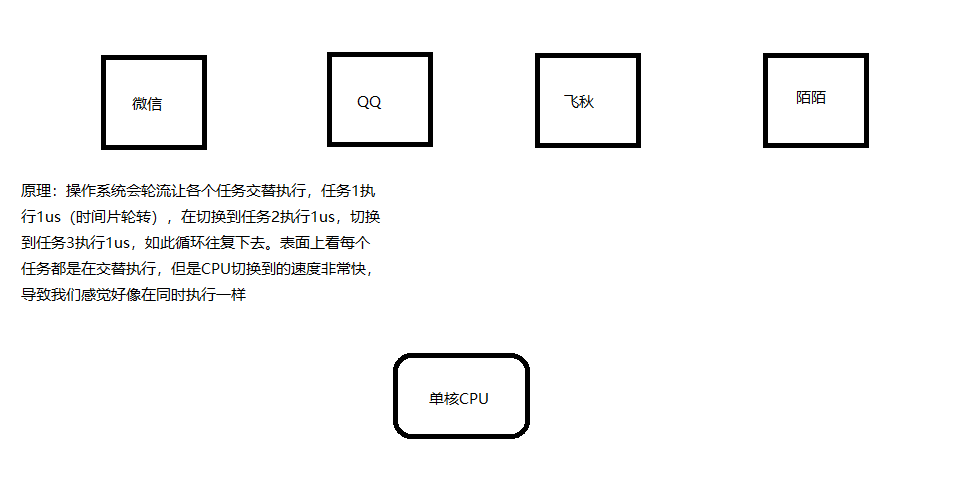 微信
QQ
飞秋
陌陌
原理：操作系统会轮流让各个任务交替执行，任务1执
行1us（时间片轮转），在切换到任务2执行1us，切换
到任务3执行1us，如此循环往复下去。表面上看每个
任务都是在交替执行，但是CPU切换到的速度非常快，
导致我们感觉好像在同时执行一样
单核CPU